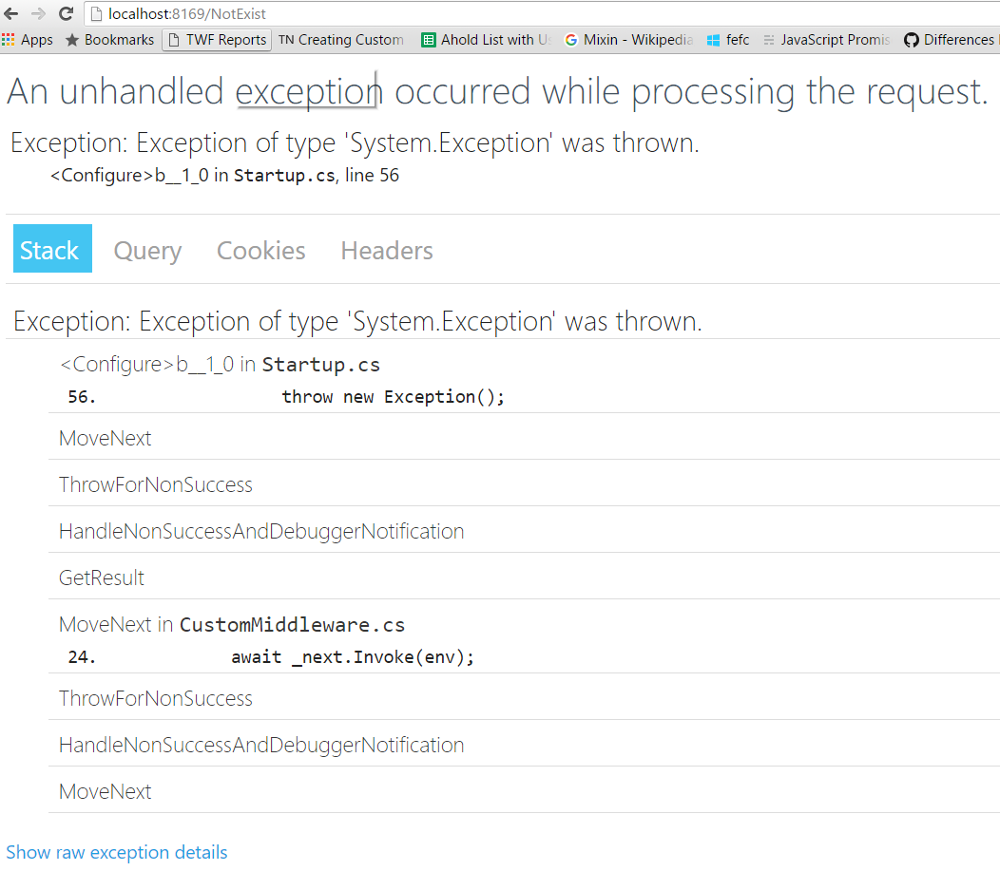 localhost:8169/NotExist
Apps Bookmarks TWF Reports TN Creating Custom Ahold List with Us Mixin - Wikipedia fefc JavaScript Promis Differences
An unhandled exception occurred while processing the request.
Exception: Exception of type 'System.Exception' was thrown.
<Configure>b__1_0 in Startup.cs, line 56
Stack Query Cookies Headers
Exception: Exception of type 'System.Exception' was thrown.
<Configure>b__1_0 in Startup.cs
56. throw new Exception();
MoveNext
ThrowForNonSuccess
HandleNonSuccessAndDebuggerNotification
GetResult
MoveNext in CustomMiddleware.cs
24. await _next.Invoke(env);
ThrowForNonSuccess
HandleNonSuccessAndDebuggerNotification
MoveNext
Show raw exception details